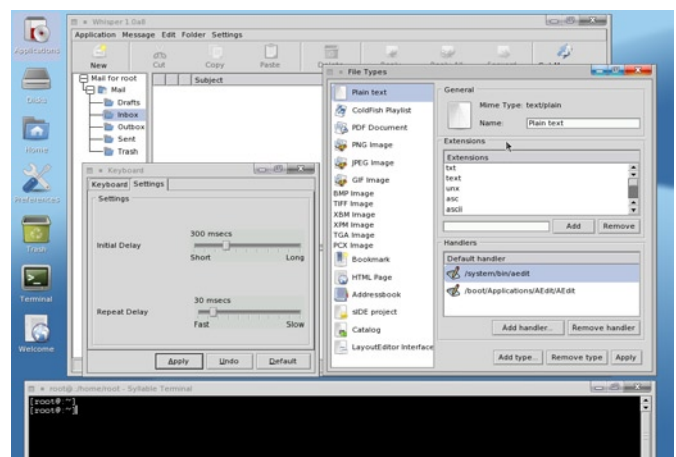 Whisper 1.0a8
Application Message Edit Folder Settings
New Cut Copy Paste
Mail for root
Subject
Mail
Drafts
Inbox
Outbox
Sent
Trash
Applications
Disks
Home
Preferences
Trash
Terminal
Welcome
Keyboard
Keyboard Settings
Settings
300 msecs
Initial Delay
Short Long
30 msecs
Repeat Delay
Fast Slow
Apply Undo Default
File Types
Plain text
ColdFish Playlist
PDF Document
PNG Image
JPEG Image
GIF Image
BMP Image
TIFF Image
XBM Image
XPM Image
TGA Image
PCX Image
Bookmark
HTML Page
Addressbook
sIDE project
Catalog
LayoutEditor Interface
General
Mime Type: text/plain
Name: Plain text
Extensions
Extensions
txt
text
unx
asc
ascii
Add Remove
Handlers
Default handler
/system/bin/aedit
/boot/Applications/AEdit/AEdit
Add handler... Remove handler
Add type... Remove type Apply
root@ :/home/root - Syllable Terminal
[root@ ~]
[root@ ~]